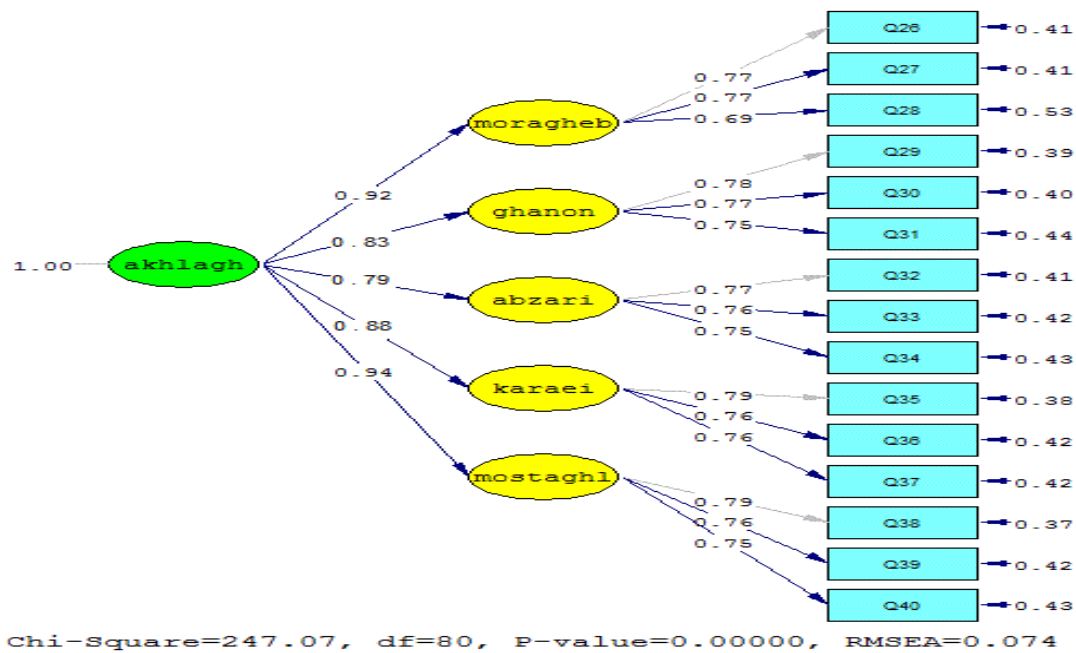 Q26
0.41
Q27
0.41
Q28
0.53
Q29
0.39
Q30
0.40
Q31
0.44
Q32
0.41
Q33
0.42
Q34
0.43
Q35
0.38
Q36
0.42
Q37
0.42
Q38
0.37
Q39
0.42
Q40
0.43
0.77
0.77
0.69
0.78
0.77
0.75
0.77
0.76
0.75
0.79
0.76
0.76
0.79
0.76
0.75
moragheb
ghanon
abzari
karaei
mostaghl
0.92
0.83
0.79
0.88
0.94
1.00
akhlagh
Chi-Square=247.07, df=80, P-value=0.00000, RMSEA=0.074